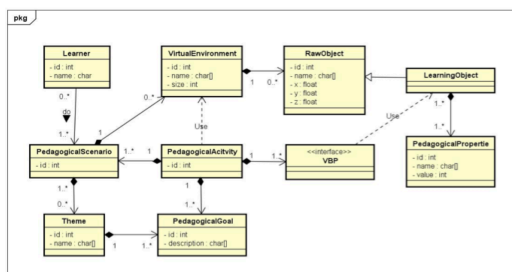 pkg
Learner
- id : int
- name : char
VirtualEnvironment
- id : int
- name : char[]
- size : int
RawObject
- id : int
- name : char[]
- x : float
- y : float
- z : float
LearningObject
1
0..*
0..*
0..*
do
1..*
1
Use
Use
1
1..*
PedagogicalPropertie
- id : int
- name : char[]
- value : int
PedagogicalScenario
- id : int
1..*
1
PedagogicalAcitvity
- id : int
1
1..*
<<interface>>
VBP
1..*
0..*
1
1..*
Theme
- id : int
- name : char[]
1
1..*
PedagogicalGoal
- description : char[]